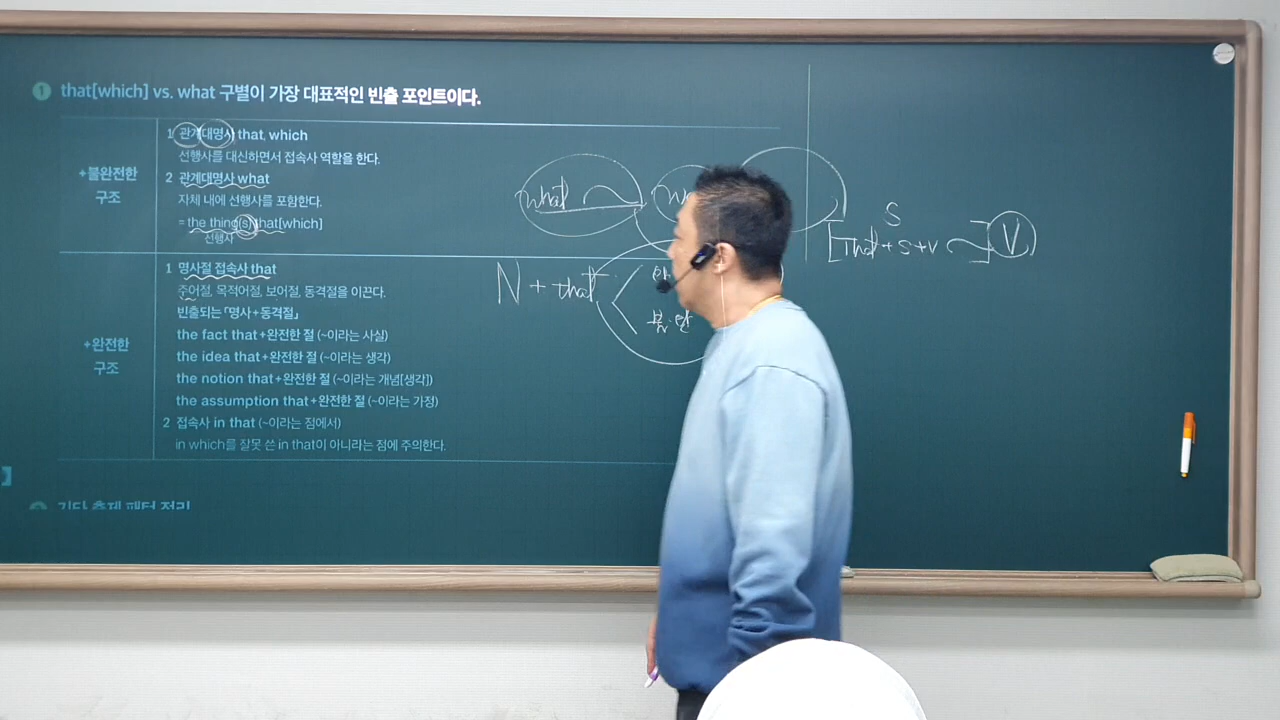 1 that[which] vs. what 구별이 가장 대표적인 빈출 포인트이다.
+불완전한
구조
1 관계대명사 that, which
선행사를 대신하면서 접속사 역할을 한다.
2 관계대명사 what
자체 내에 선행사를 포함한다.
= the thing(s) that[which]
선행사
+완전한
구조
1 명사절 접속사 that
주어절, 목적어절, 보어절, 동격절을 이끈다.
빈출되는 「명사+동격절」
the fact that+완전한 절 (~이라는 사실)
the idea that+완전한 절 (~이라는 생각)
the notion that+완전한 절 (~이라는 개념[생각])
the assumption that+완전한 절 (~이라는 가정)
2 접속사 in that (~이라는 점에서)
in which를 잘못 쓴 in that이 아니라는 점에 주의한다.
what
N + that
불·완
S
[That+S+V ] V